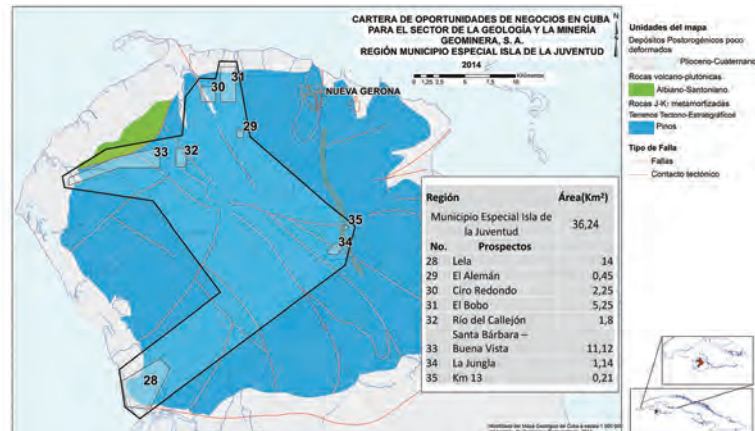 CARTERA DE OPORTUNIDADES DE NEGOCIOS EN CUBA
PARA EL SECTOR DE LA GEOLOGÍA Y LA MINERÍA
GEOMINERA, S. A.
REGIÓN MUNICIPIO ESPECIAL ISLA DE LA JUVENTUD
2014
N
Kilómetros
NUEVA GERONA
31
30
29
32
33
35
34
28
Región Área(Km²)
Municipio Especial Isla de
la Juventud 36,24
No. Prospectos
28 Lela 14
29 El Alemán 0,45
30 Ciro Redondo 2,25
31 El Bobo 5,25
32 Río del Callejón 1,8
Santa Bárbara –
33 Buena Vista 11,12
34 La Jungla 1,14
35 Km 13 0,21
Unidades del mapa
Depósitos Postorogénicos poco
deformados
Plioceno-Cuaternario
Rocas volcano-plutónicas
Albiano-Santoniano
Rocas J-K₁ metamorfizadas
Terrenos Tectono-Estratigráficos
Pinos
Tipo de Falla
Fallas
Contacto tectónico